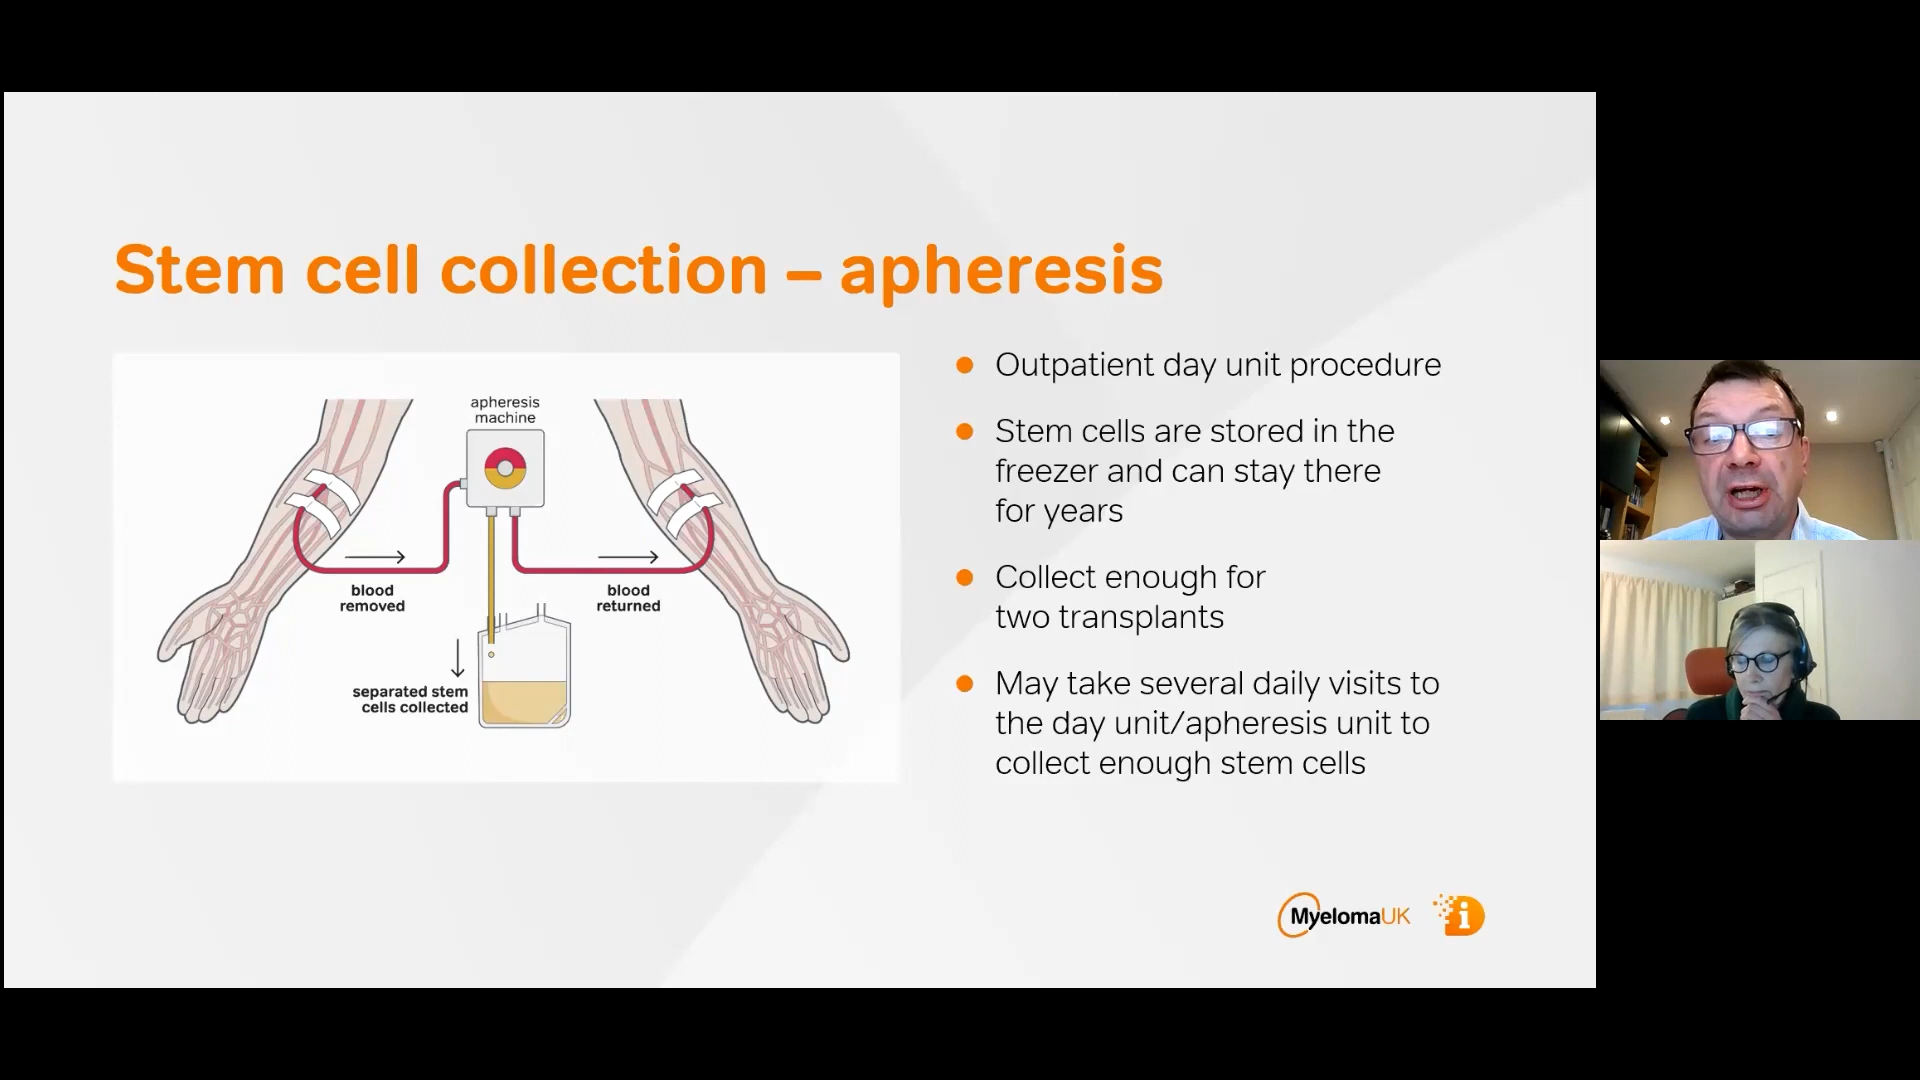 Stem cell collection – apheresis
apheresis
machine
blood
removed
blood
returned
separated stem
cells collected
Outpatient day unit procedure
Stem cells are stored in the
freezer and can stay there
for years
Collect enough for
two transplants
May take several daily visits to
the day unit/apheresis unit to
collect enough stem cells
MyelomaUK
i